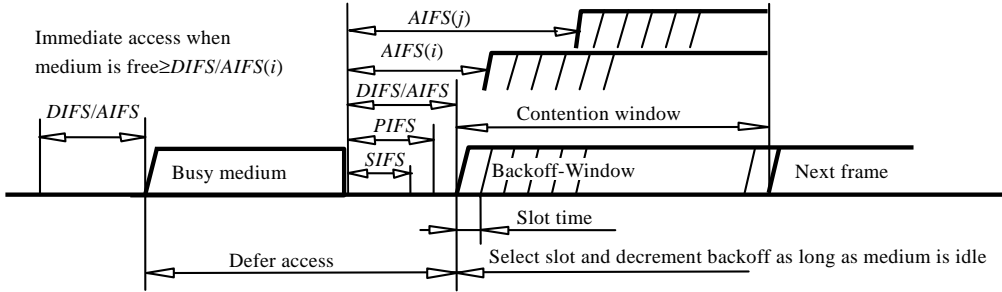 AIFS(j)
Immediate access when
medium is free≥DIFS/AIFS(i)
AIFS(i)
DIFS/AIFS
DIFS/AIFS
Contention window
PIFS
SIFS
Busy medium
Backoff-Window
Next frame
Slot time
Defer access
Select slot and decrement backoff as long as medium is idle